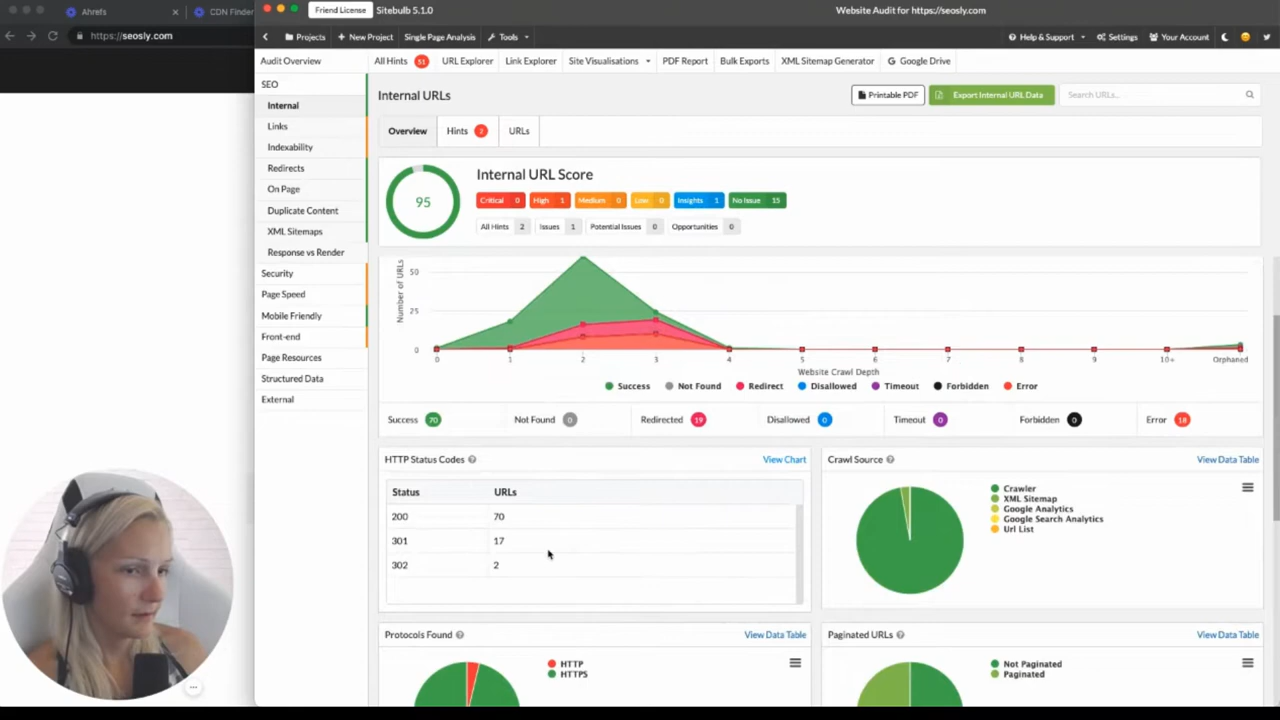 Ahrefs
CDN Finder
https://seosly.com
Friend License
Sitebulb 5.1.0
Website Audit for https://seosly.com
Projects
New Project
Single Page Analysis
Tools
Help & Support
Settings
Your Account
Audit Overview
All Hints 51
URL Explorer
Link Explorer
Site Visualisations
PDF Report
Bulk Exports
XML Sitemap Generator
Google Drive
SEO
Internal
Links
Indexability
Redirects
On Page
Duplicate Content
XML Sitemaps
Response vs Render
Security
Page Speed
Mobile Friendly
Front-end
Page Resources
Structured Data
External
Internal URLs
Printable PDF
Export Internal URL Data
Search URLs...
Overview
Hints 2
URLs
95
Internal URL Score
Critical 0
High 1
Medium 0
Low 0
Insights 1
No Issue 15
All Hints 2
Issues 1
Potential Issues 0
Opportunities 0
Number of URLs
50
25
0
0 1 2 3 4 5 6 7 8 9 10+ Orphaned
Website Crawl Depth
Success Not Found Redirect Disallowed Timeout Forbidden Error
Success 70
Not Found 0
Redirected 19
Disallowed 0
Timeout 0
Forbidden 0
Error 18
HTTP Status Codes
View Chart
Status URLs
200 70
301 17
302 2
Crawl Source
View Data Table
Crawler
XML Sitemap
Google Analytics
Google Search Analytics
Url List
Protocols Found
View Data Table
HTTP
HTTPS
Paginated URLs
View Data Table
Not Paginated
Paginated